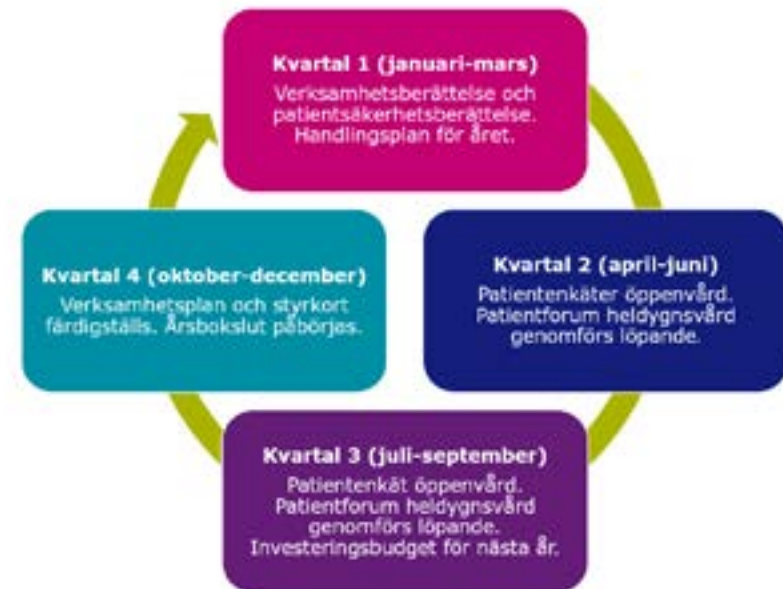 Kvartal 1 (januari-mars)
Verksamhetsberättelse och
patientsäkerhetsberättelse.
Handlingsplan för året.
Kvartal 2 (april-juni)
Patientenkäter öppenvård.
Patientforum heldygnsvård
genomförs löpande.
Kvartal 3 (juli-september)
Patientenkät öppenvård.
Patientforum heldygnsvård
genomförs löpande.
Investeringsbudget för nästa år.
Kvartal 4 (oktober-december)
Verksamhetsplan och styrkort
färdigställs. Årsbokslut påbörjas.